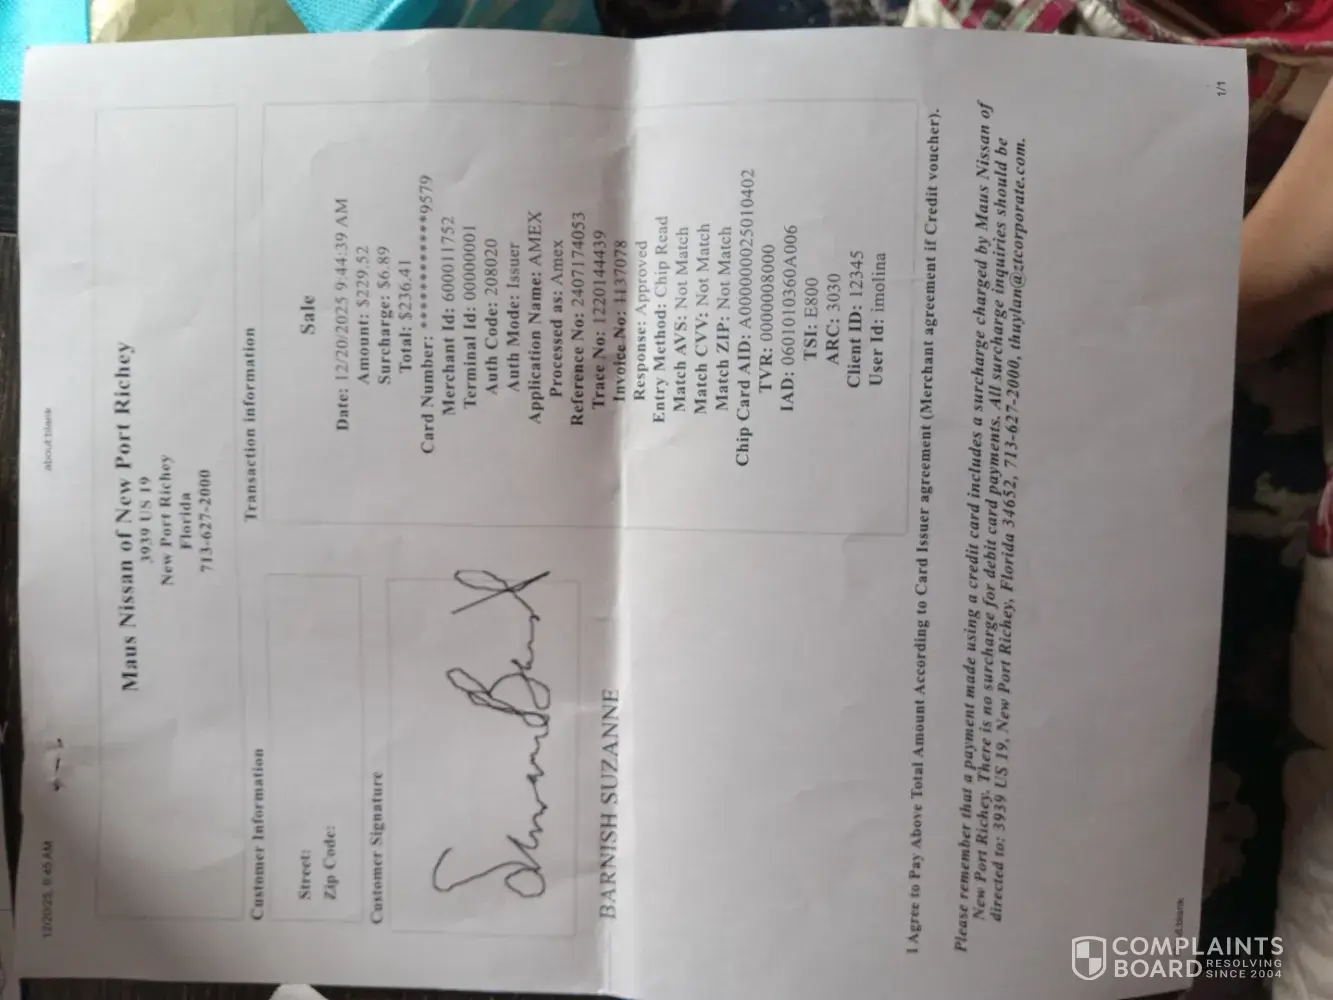 12/20/25, 9:45 AM
about:blank
Maus Nissan of New Port Richey
3939 US 19
New Port Richey
Florida
713-627-2000
Customer Information
Street:
Zip Code:
Customer Signature
BARNISH SUZANNE
Transaction information
Sale
Date: 12/20/2025 9:44:39 AM
Amount: $229.52
Surcharge: $6.89
Total: $236.41
Card Number: ************9579
Merchant Id: 600011752
Terminal Id: 00000001
Auth Code: 208020
Auth Mode: Issuer
Application Name: AMEX
Processed as: Amex
Reference No: 2407174053
Trace No: 1220144439
Invoice No: 1137078
Response: Approved
Entry Method: Chip Read
Match AVS: Not Match
Match CVV: Not Match
Match ZIP: Not Match
Chip Card AID: A000000025010402
TVR: 0000008000
IAD: 0601010360A006
TSI: E800
ARC: 3030
Client ID: 12345
User Id: imolina
I Agree to Pay Above Total Amount According to Card Issuer agreement (Merchant agreement if Credit voucher).
Please remember that a payment made using a credit card includes a surcharge charged by Maus Nissan of
New Port Richey. There is no surcharge for debit card payments. All surcharge inquiries should be
directed to: 3939 US 19, New Port Richey, Florida 34652, 713-627-2000, thuylan@ztcorporate.com.
1/1
COMPLAINTS
BOARD RESOLVING
SINCE 2004